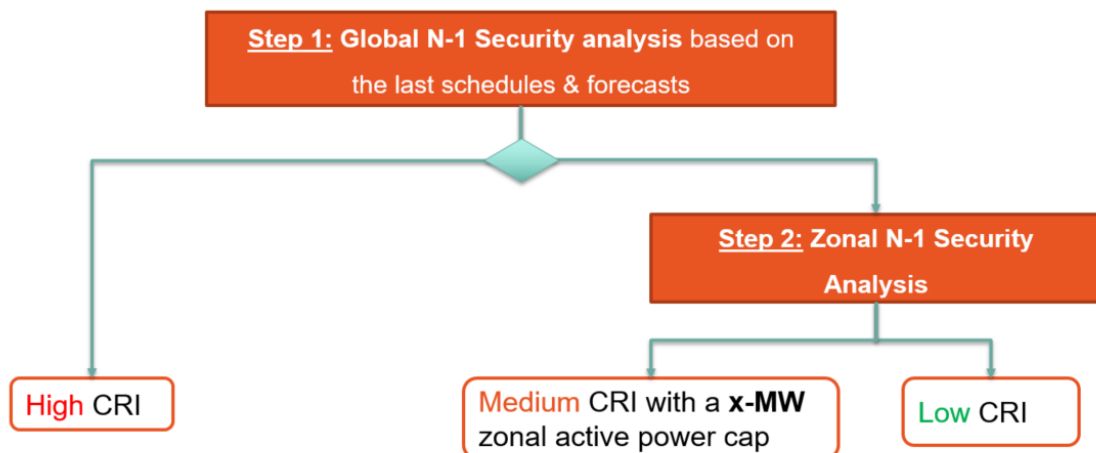 Step 1: Global N-1 Security analysis based on
the last schedules & forecasts
Step 2: Zonal N-1 Security
Analysis
High CRI
Medium CRI with a x-MW
zonal active power cap
Low CRI